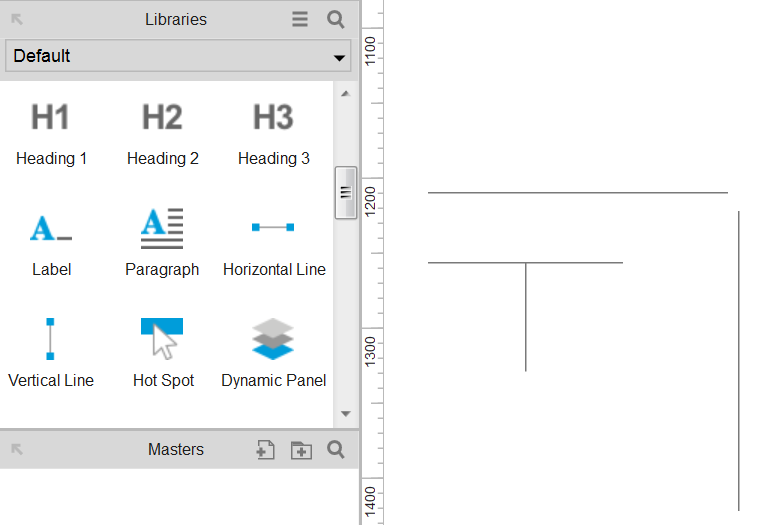 Libraries
Default
H1 H2 H3
Heading 1 Heading 2 Heading 3
A A
Label Paragraph Horizontal Line
Vertical Line Hot Spot Dynamic Panel
Masters
1100
1200
1300
1400